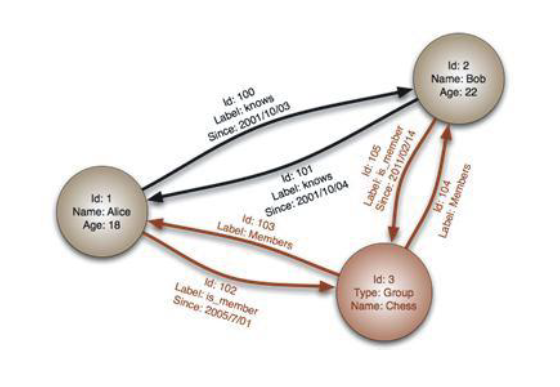 Id: 2
Name: Bob
Age: 22
Id: 100
Label: knows
Since: 2001/10/03
Id: 101
Label: knows
Since: 2001/10/04
Id: 105
Label: is_member
Since: 2011/02/14
Id: 104
Label: Members
Id: 1
Name: Alice
Age: 18
Id: 103
Label: Members
Id: 102
Label: is_member
Since: 2005/7/01
Id: 3
Type: Group
Name: Chess